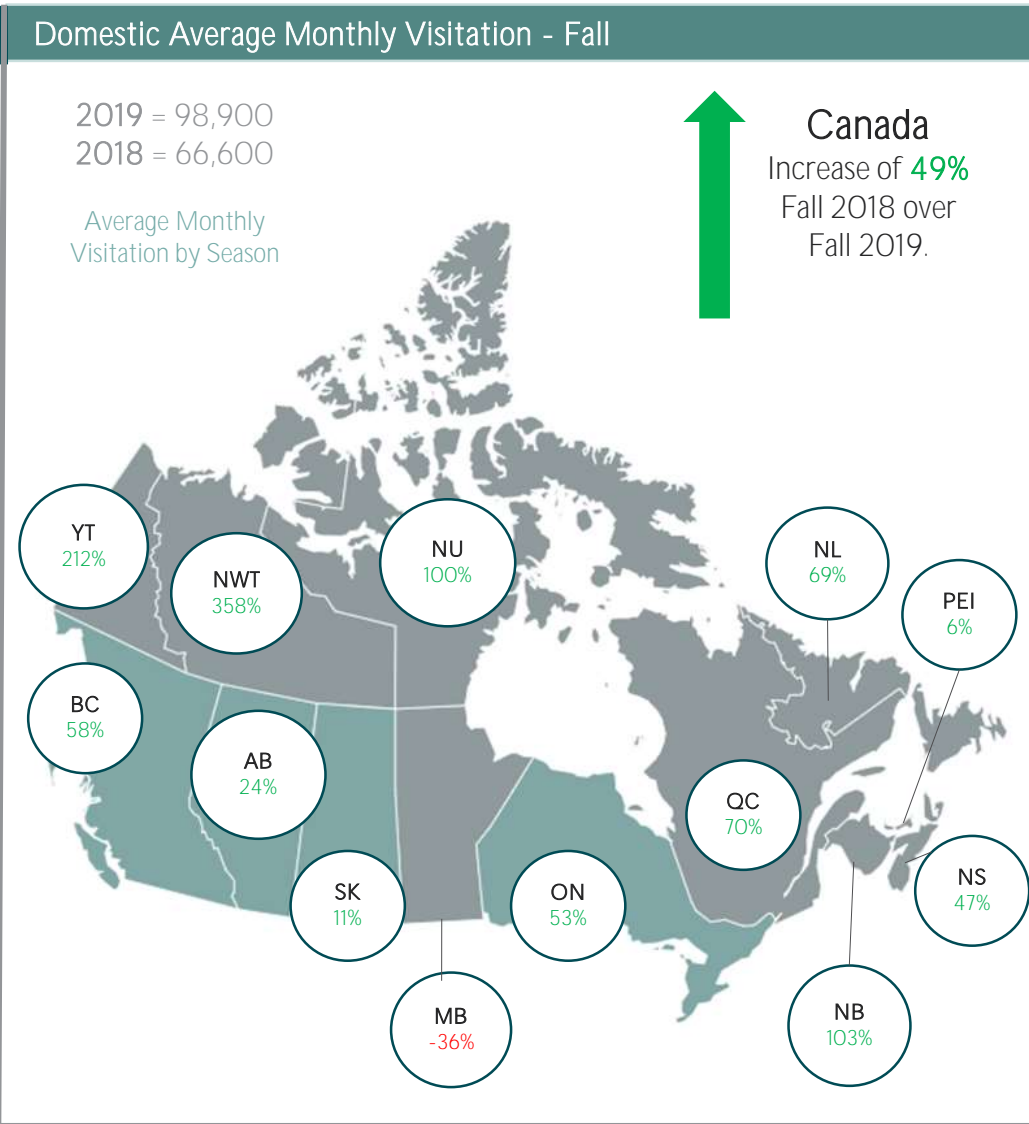 Domestic Average Monthly Visitation - Fall
2019 = 98,900
2018 = 66,600
Average Monthly
Visitation by Season
Canada
Increase of 49%
Fall 2018 over
Fall 2019.
YT
212%
NWT
358%
NU
100%
NL
69%
PEI
6%
BC
58%
AB
24%
QC
70%
SK
11%
ON
53%
NS
47%
MB
-36%
NB
103%